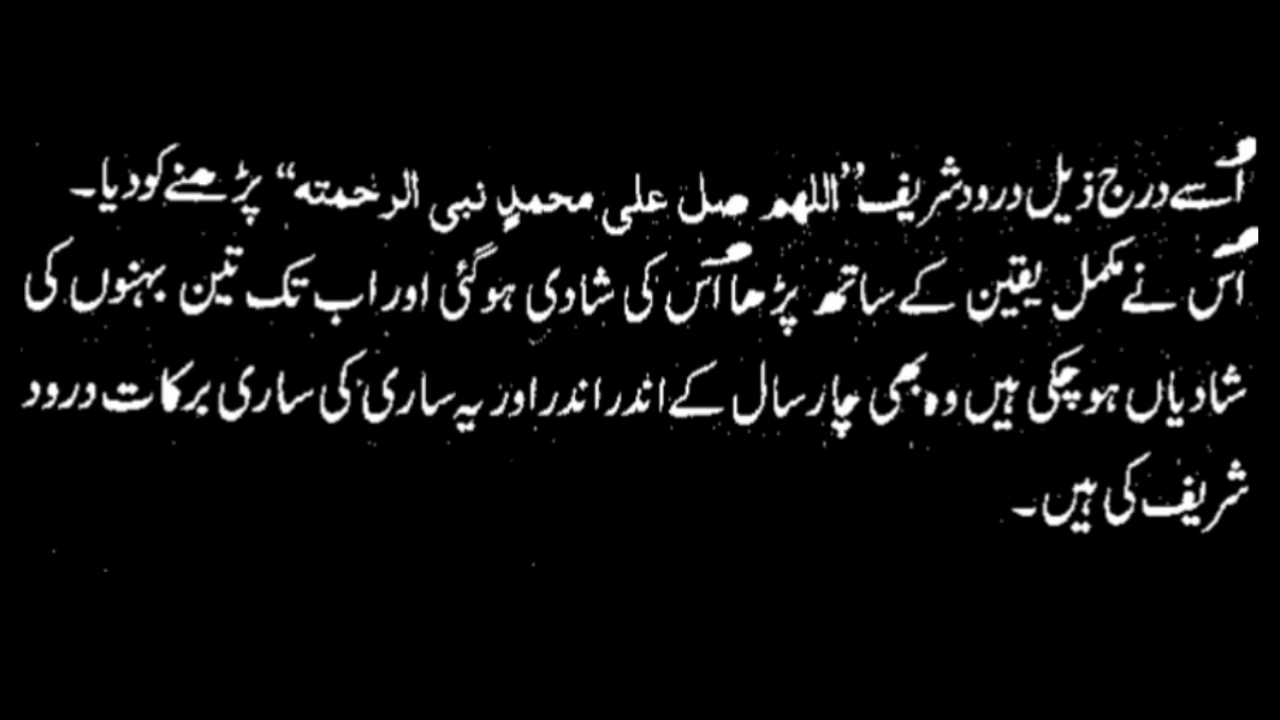 اُسے درج ذیل درود شریف ”اللھم صل علی محمدٍ نبی الرحمتہ“ پڑھنے کو دیا۔
اُس نے مکمل یقین کے ساتھ پڑھا اُس کی شادی ہو گئی اور اب تک تین بہنوں کی
شادیاں ہو چکی ہیں وہ بھی چار سال کے اندر اندر اور یہ ساری کی ساری برکات درود
شریف کی ہیں۔